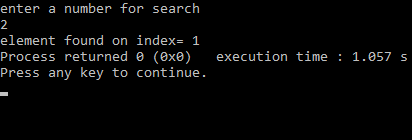 enter a number for search
2
element found on index= 1
Process returned 0 (0x0)   execution time : 1.057 s
Press any key to continue.